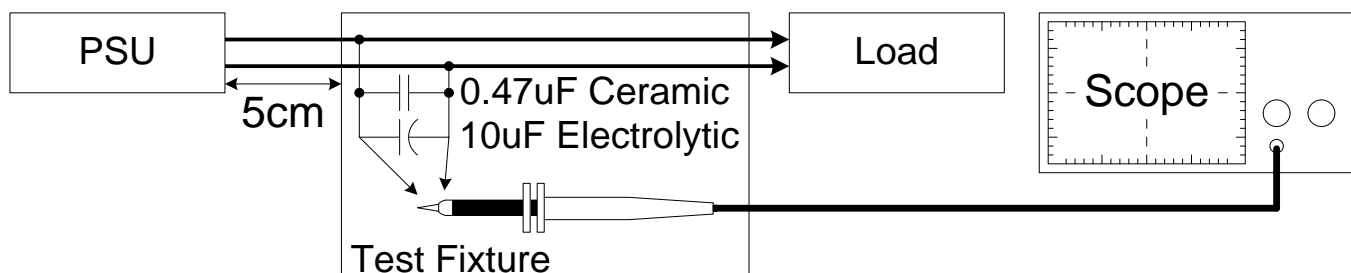 PSU
Load
Scope
5cm
0.47uF Ceramic
10uF Electrolytic
Test Fixture